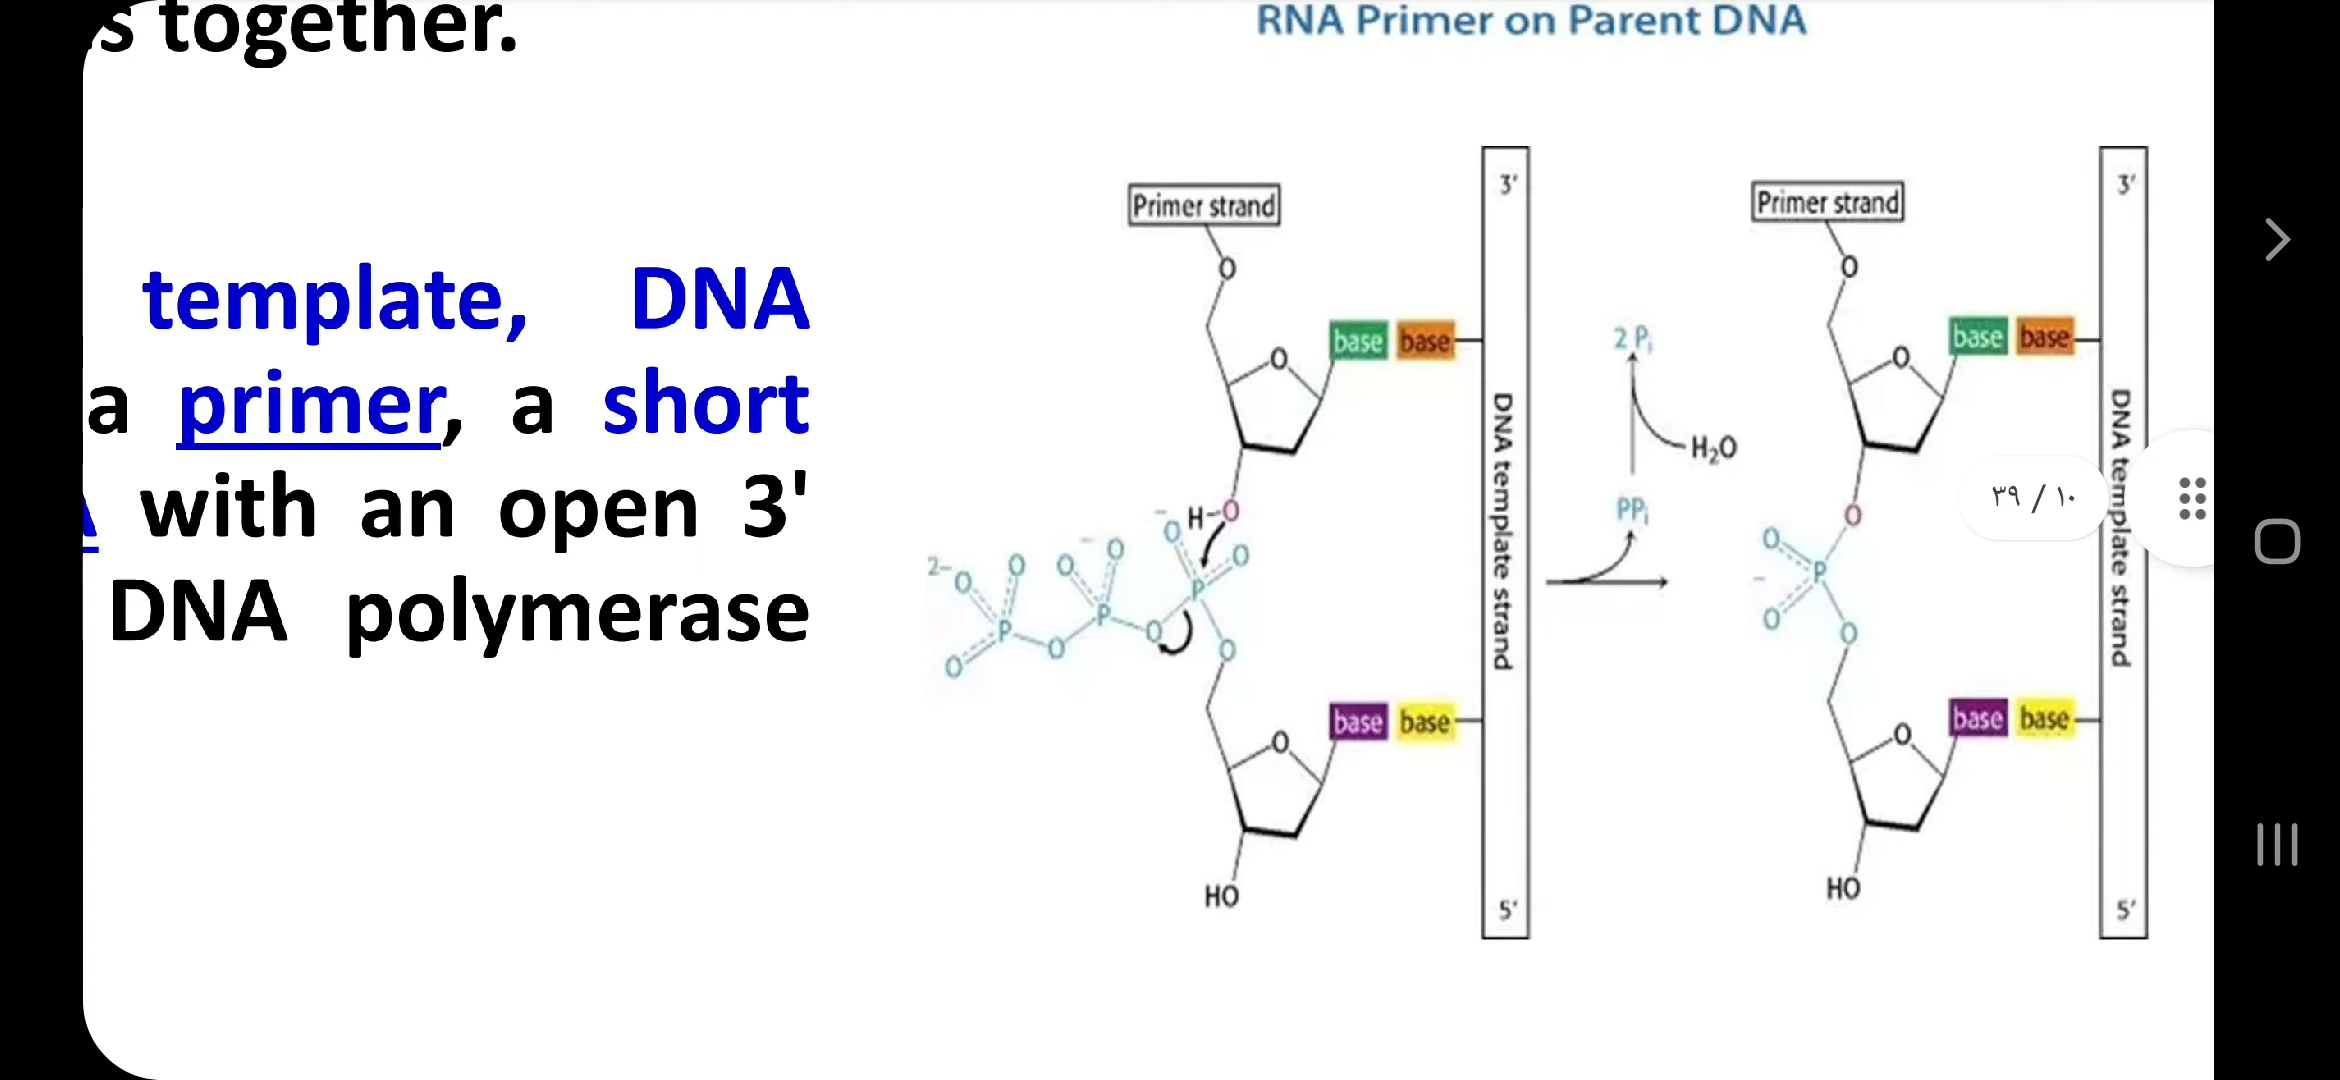 s together.
template, DNA
a primer, a short
with an open 3'
DNA polymerase
RNA Primer on Parent DNA
Primer strand
O
base base
O
H-O
O O
2- O O O O
P P P
O O O O
base base
O
HO
3'
DNA template strand
5'
2 Pi
H₂O
PPi
Primer strand
O
base base
O
O
O
P
-
O O
base base
O
HO
3'
DNA template strand
5'
٣٩ / ١٠